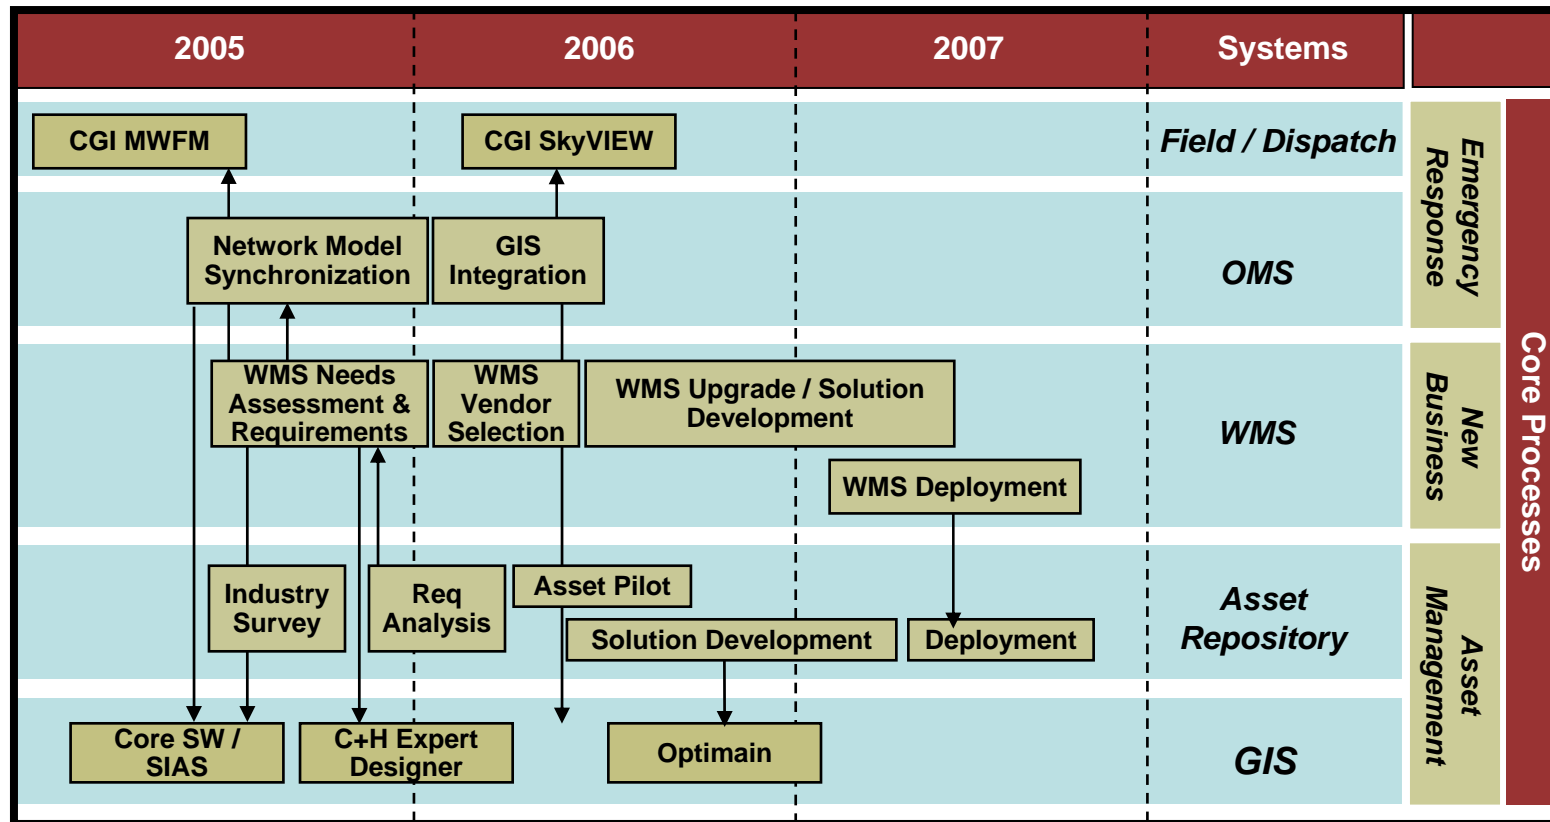 2005
2006
2007
Systems
CGI MWFM
CGI SkyVIEW
Field / Dispatch
Emergency
Response
Network Model
Synchronization
GIS
Integration
OMS
WMS Needs
Assessment &
Requirements
WMS
Vendor
Selection
WMS Upgrade / Solution
Development
WMS
New
Business
WMS Deployment
Core Processes
Industry
Survey
Req
Analysis
Asset Pilot
Solution Development
Deployment
Asset
Repository
Asset
Management
Core SW /
SIAS
C+H Expert
Designer
Optimain
GIS